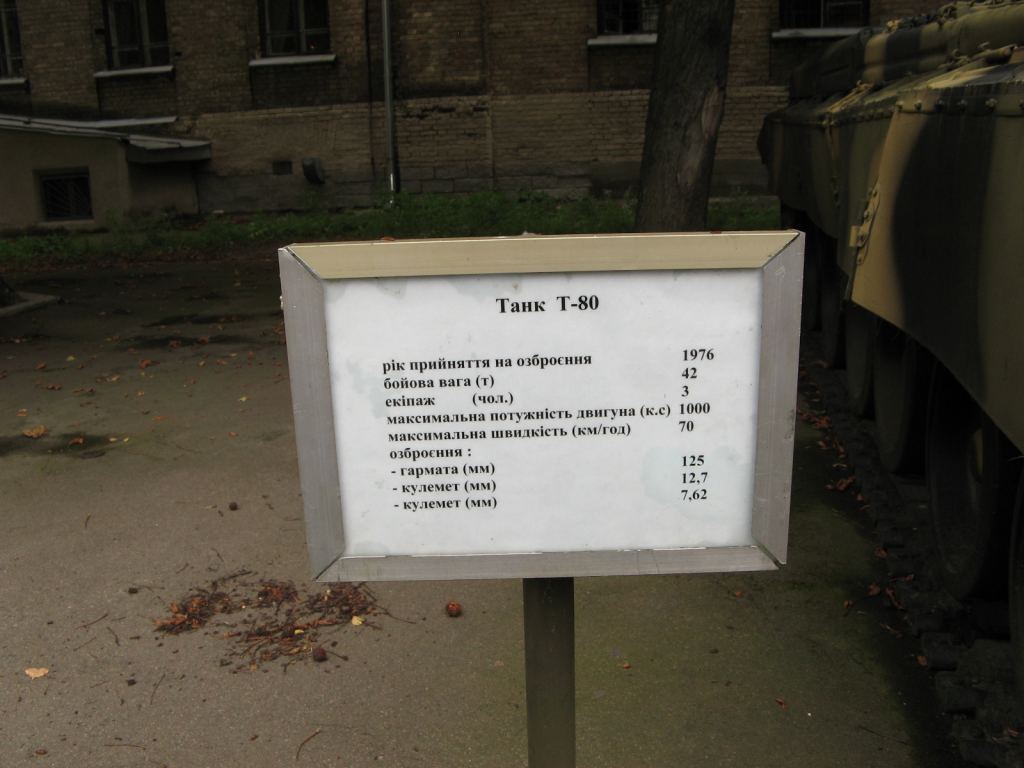 Танк Т-80
рік прийняття на озброєння 1976
бойова вага (т) 42
екіпаж (чол.) 3
максимальна потужність двигуна (к.с) 1000
максимальна швидкість (км/год) 70
озброєння :
- гармата (мм) 125
- кулемет (мм) 12,7
- кулемет (мм) 7,62